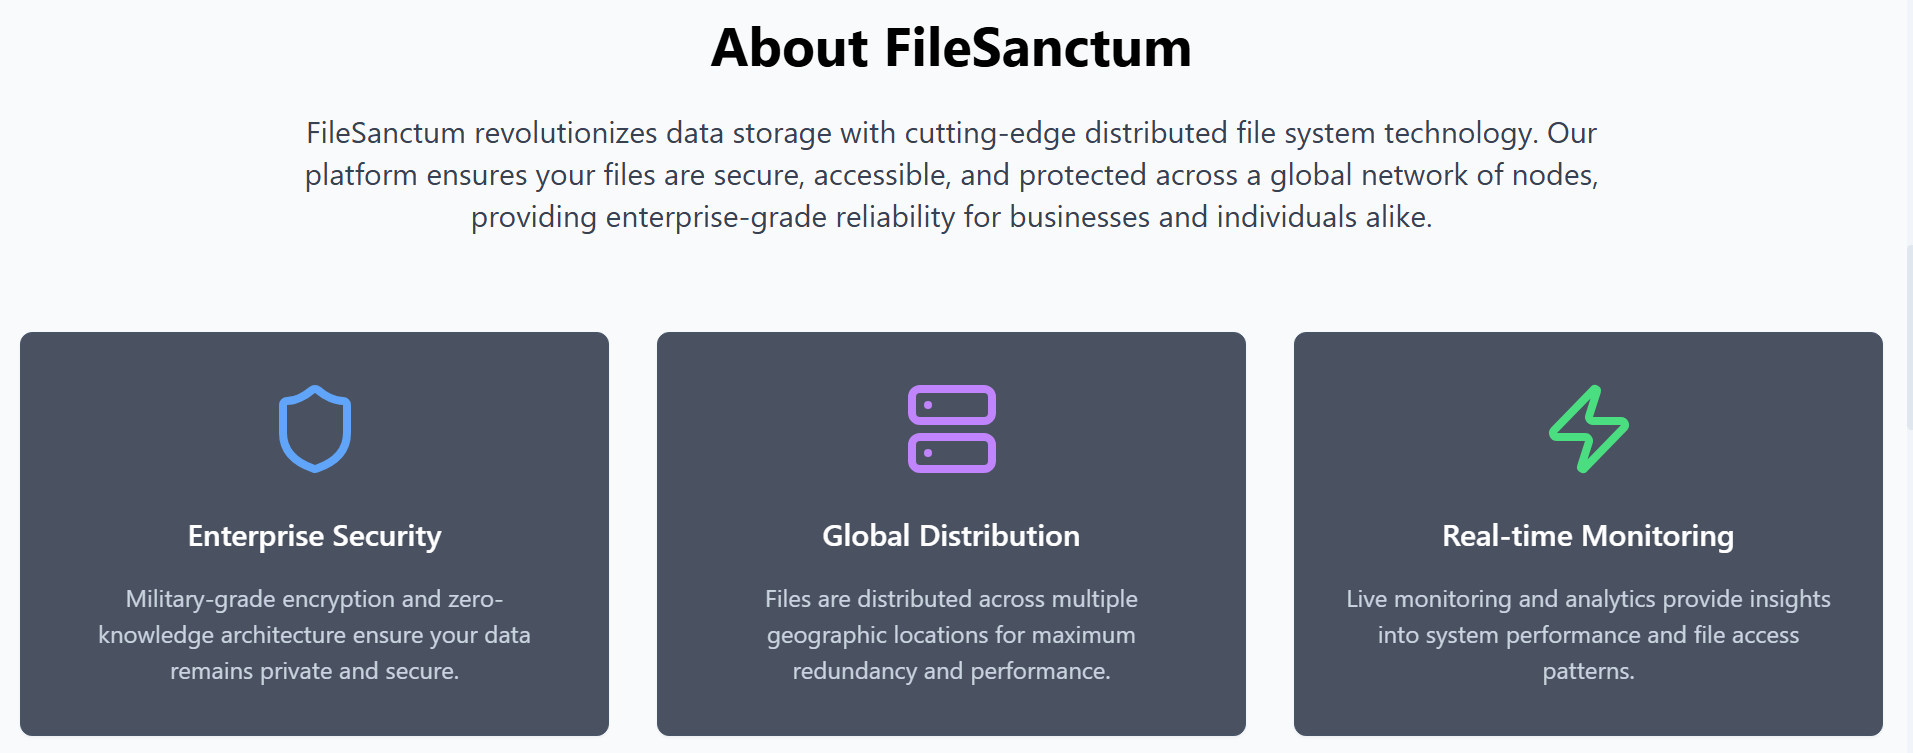 About FileSanctum
FileSanctum revolutionizes data storage with cutting-edge distributed file system technology. Our
platform ensures your files are secure, accessible, and protected across a global network of nodes,
providing enterprise-grade reliability for businesses and individuals alike.
Enterprise Security
Military-grade encryption and zero-
knowledge architecture ensure your data
remains private and secure.
Global Distribution
Files are distributed across multiple
geographic locations for maximum
redundancy and performance.
Real-time Monitoring
Live monitoring and analytics provide insights
into system performance and file access
patterns.